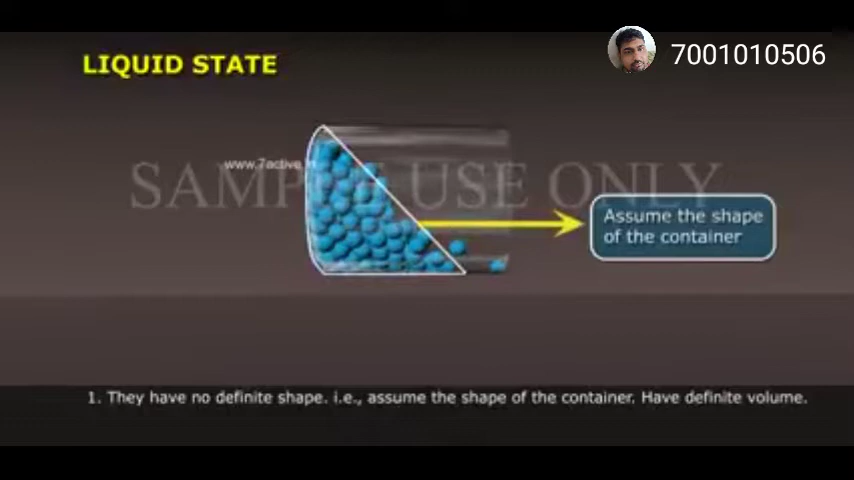 7001010506
LIQUID STATE
www.7active.in
SAMPLE USE ONLY
Assume the shape
of the container
1. They have no definite shape. i.e., assume the shape of the container. Have definite volume.